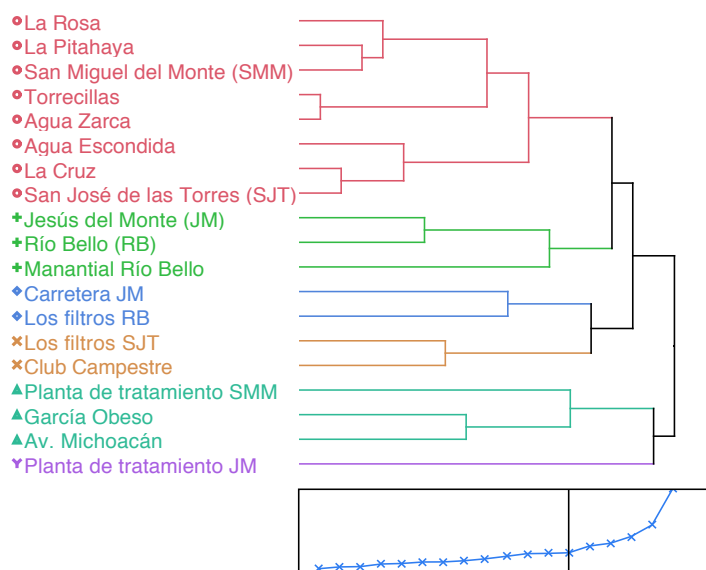 La Rosa
La Pitahaya
San Miguel del Monte (SMM)
Torrecillas
Agua Zarca
Agua Escondida
La Cruz
San José de las Torres (SJT)
Jesús del Monte (JM)
Río Bello (RB)
Manantial Río Bello
Carretera JM
Los filtros RB
Los filtros SJT
Club Campestre
Planta de tratamiento SMM
García Obeso
Av. Michoacán
Planta de tratamiento JM